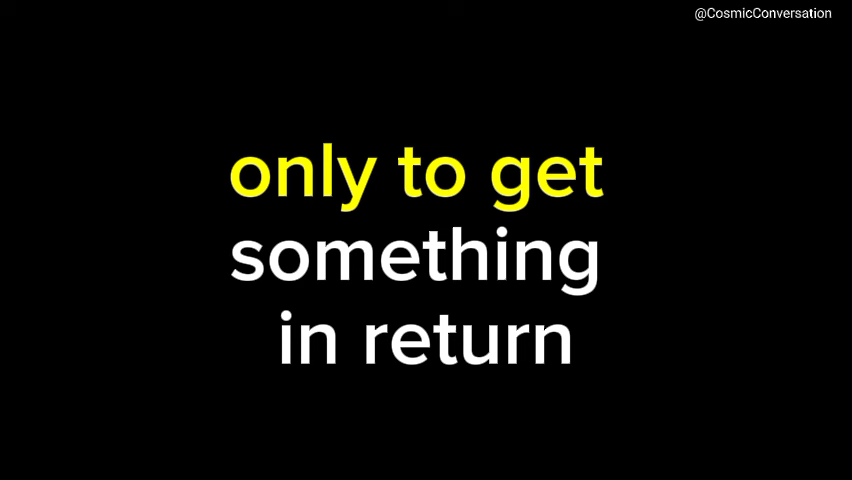 @CosmicConversation
only to get
something
in return